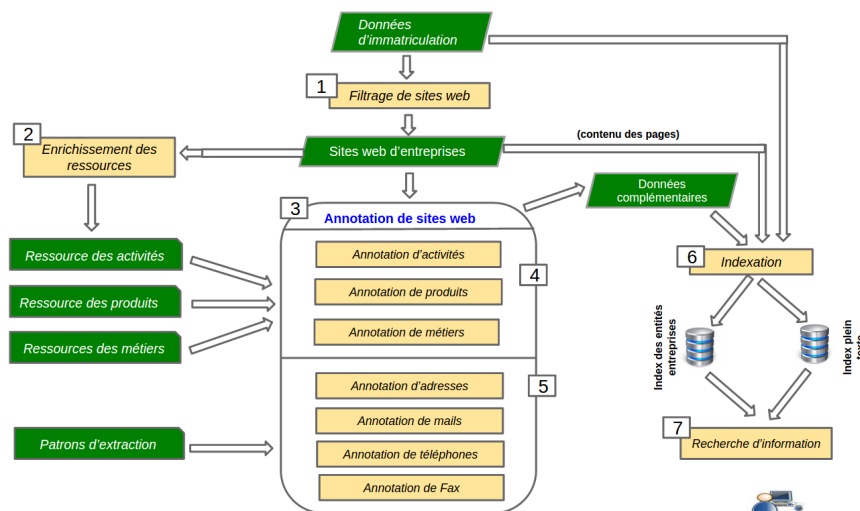 Données
d'immatriculation
1
Filtrage de sites web
2
Enrichissement des
ressources
Sites web d'entreprises
(contenu des pages)
3
Annotation de sites web
Données
complémentaires
Ressource des activités
Annotation d'activités
4
6
Indexation
Ressource des produits
Annotation de produits
Ressources des métiers
Annotation de métiers
Index des entités
entreprises
Index plein
texte
Annotation d'adresses
5
Annotation de mails
7
Recherche d'information
Patrons d'extraction
Annotation de téléphones
Annotation de Fax